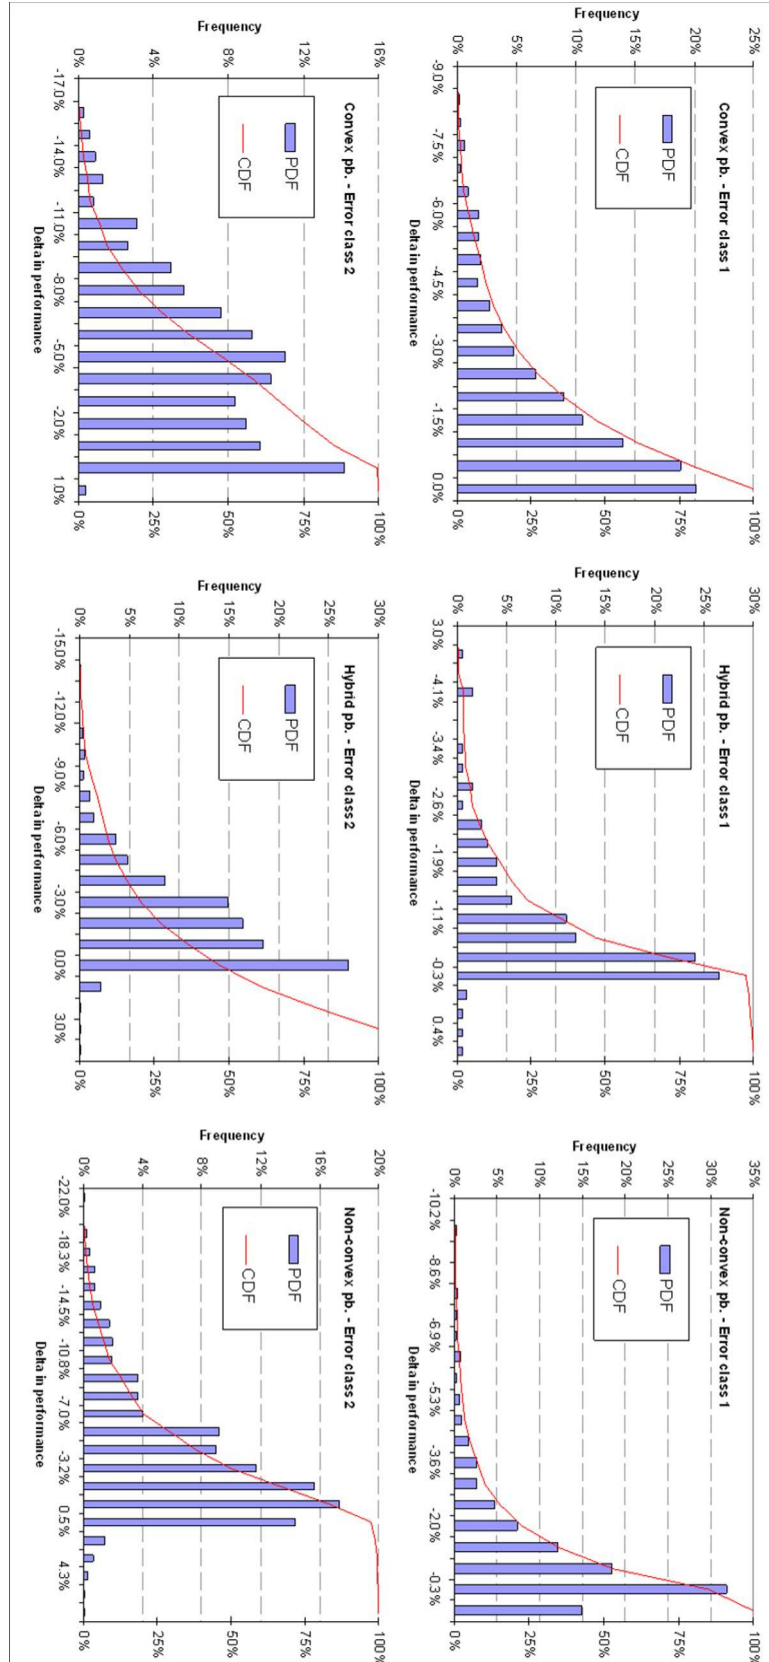 Convex pb. - Error class 1
25%
20%
15%
10%
5%
0%
Frequency
PDF
CDF
100%
75%
50%
25%
0%
-9.0% -7.5% -6.0% -4.5% -3.0% -1.5% 0.0%
Delta in performance
Hybrid pb. - Error class 1
30%
25%
20%
15%
10%
5%
0%
Frequency
PDF
CDF
100%
75%
50%
25%
0%
3.0% -4.1% -3.4% -2.6% -1.9% -1.1% -0.3% 0.4%
Delta in performance
Non-convex pb. - Error class 1
35%
30%
25%
20%
15%
10%
5%
0%
Frequency
PDF
CDF
100%
75%
50%
25%
0%
-10.2% -8.6% -6.9% -5.3% -3.6% -2.0% -0.3%
Delta in performance
Convex pb. - Error class 2
16%
12%
8%
4%
0%
Frequency
PDF
CDF
100%
75%
50%
25%
0%
-17.0% -14.0% -11.0% -8.0% -5.0% -2.0% 1.0%
Delta in performance
Hybrid pb. - Error class 2
30%
25%
20%
15%
10%
5%
0%
Frequency
PDF
CDF
100%
75%
50%
25%
0%
-15.0% -12.0% -9.0% -6.0% -3.0% 0.0% 3.0%
Delta in performance
Non-convex pb. - Error class 2
20%
16%
12%
8%
4%
0%
Frequency
PDF
CDF
100%
75%
50%
25%
0%
-22.0% -18.3% -14.5% -10.8% -7.0% -3.2% 0.5% 4.3%
Delta in performance